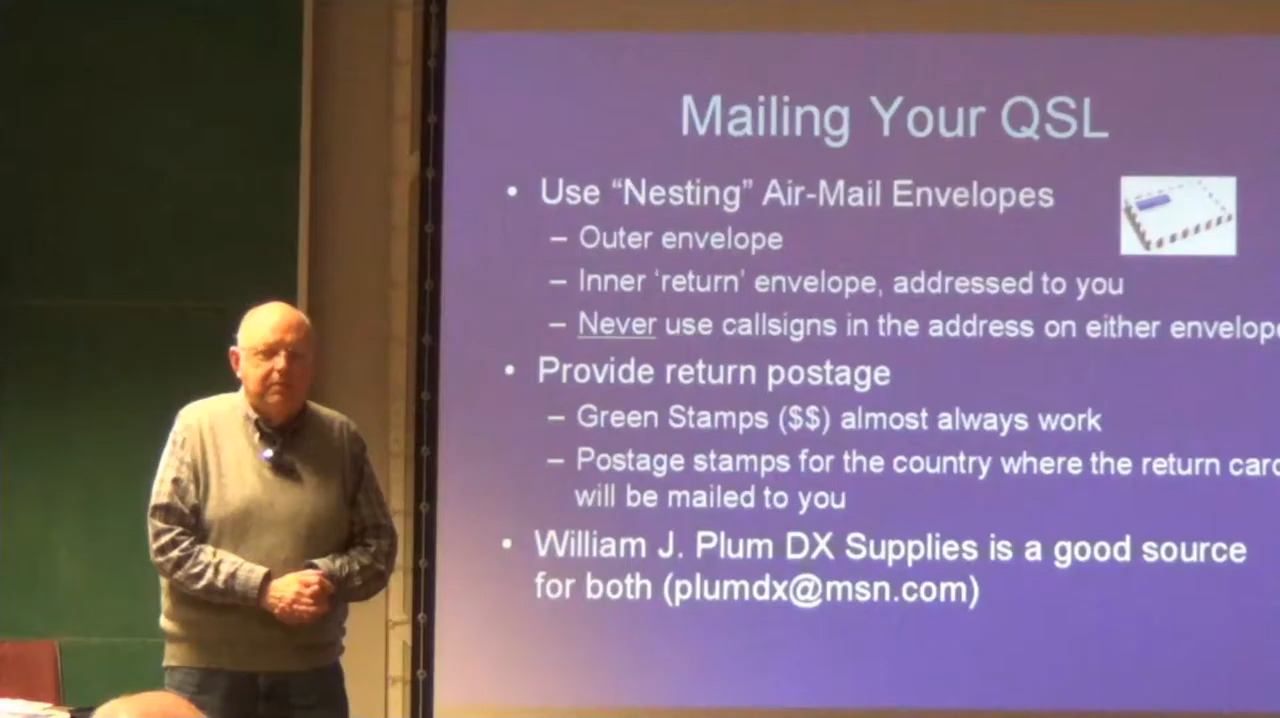 Mailing Your QSL
• Use “Nesting” Air-Mail Envelopes
– Outer envelope
– Inner ‘return’ envelope, addressed to you
– Never use callsigns in the address on either envelop
• Provide return postage
– Green Stamps ($$) almost always work
– Postage stamps for the country where the return card
will be mailed to you
• William J. Plum DX Supplies is a good source
for both (plumdx@msn.com)